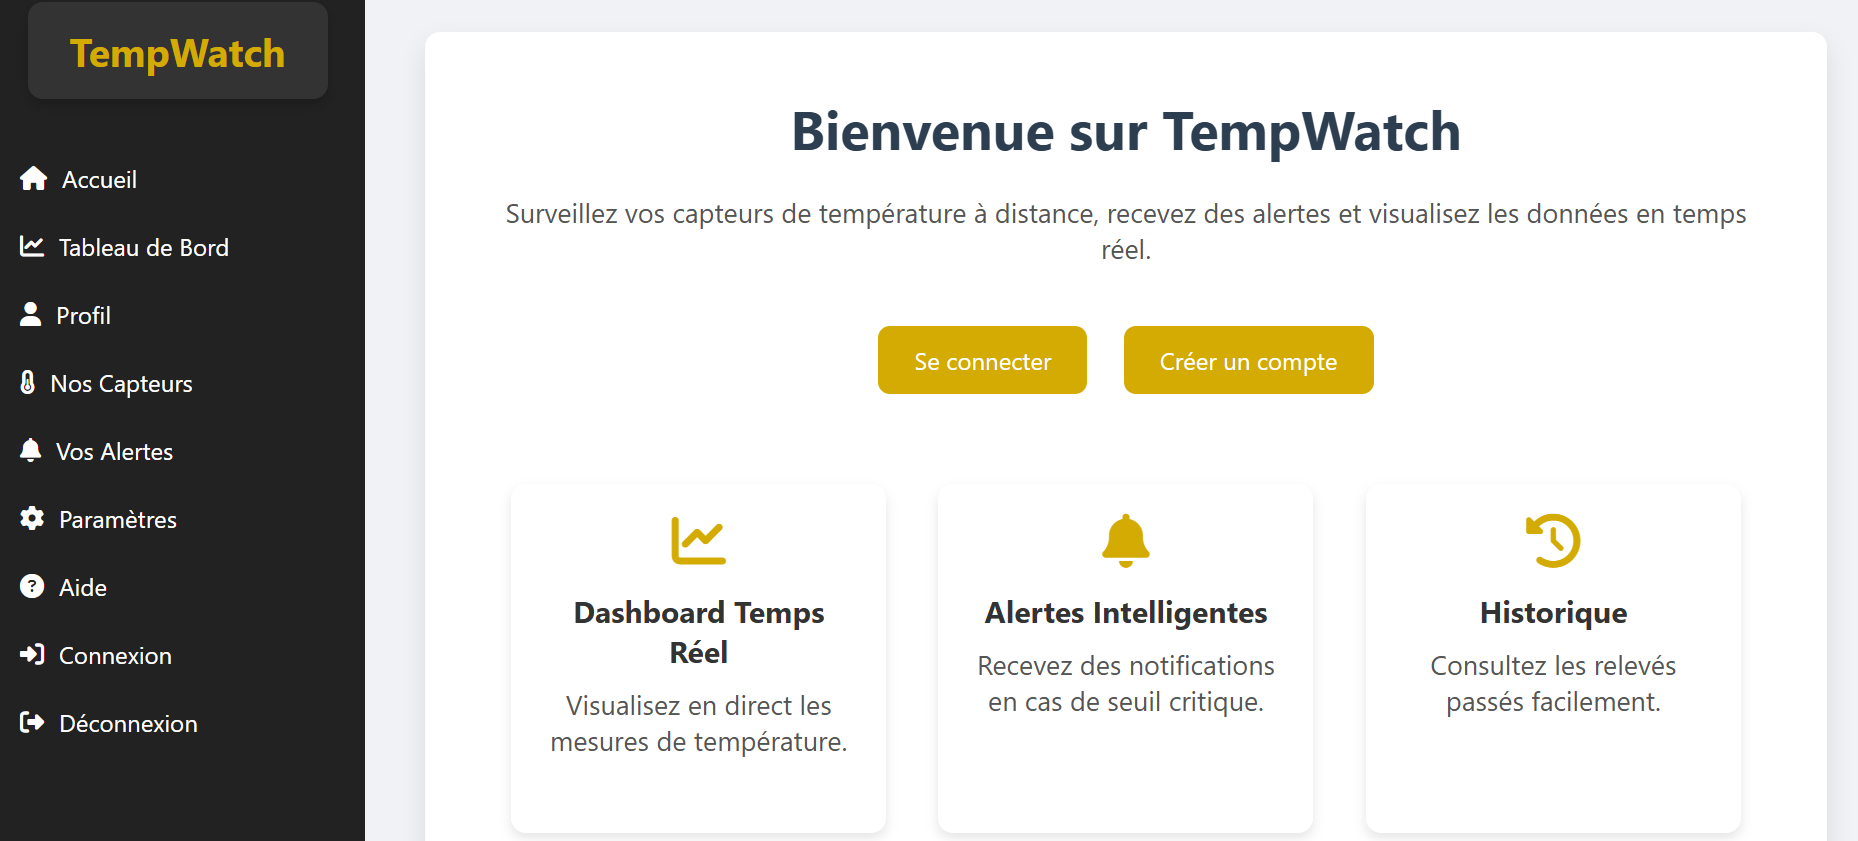 TempWatch
Accueil
Tableau de Bord
Profil
Nos Capteurs
Vos Alertes
Paramètres
Aide
Connexion
Déconnexion
Bienvenue sur TempWatch
Surveillez vos capteurs de température à distance, recevez des alertes et visualisez les données en temps
réel.
Se connecter
Créer un compte
Dashboard Temps
Réel
Visualisez en direct les
mesures de température.
Alertes Intelligentes
Recevez des notifications
en cas de seuil critique.
Historique
Consultez les relevés
passés facilement.